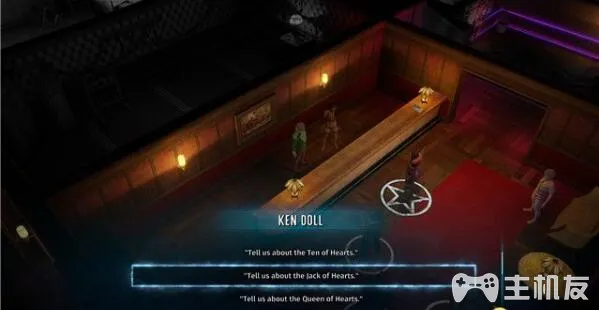 KEN DOLL
"Tell us about the Ten of Hearts."
"Tell us about the Jack of Hearts."
"Tell us about the Queen of Hearts."
主机友